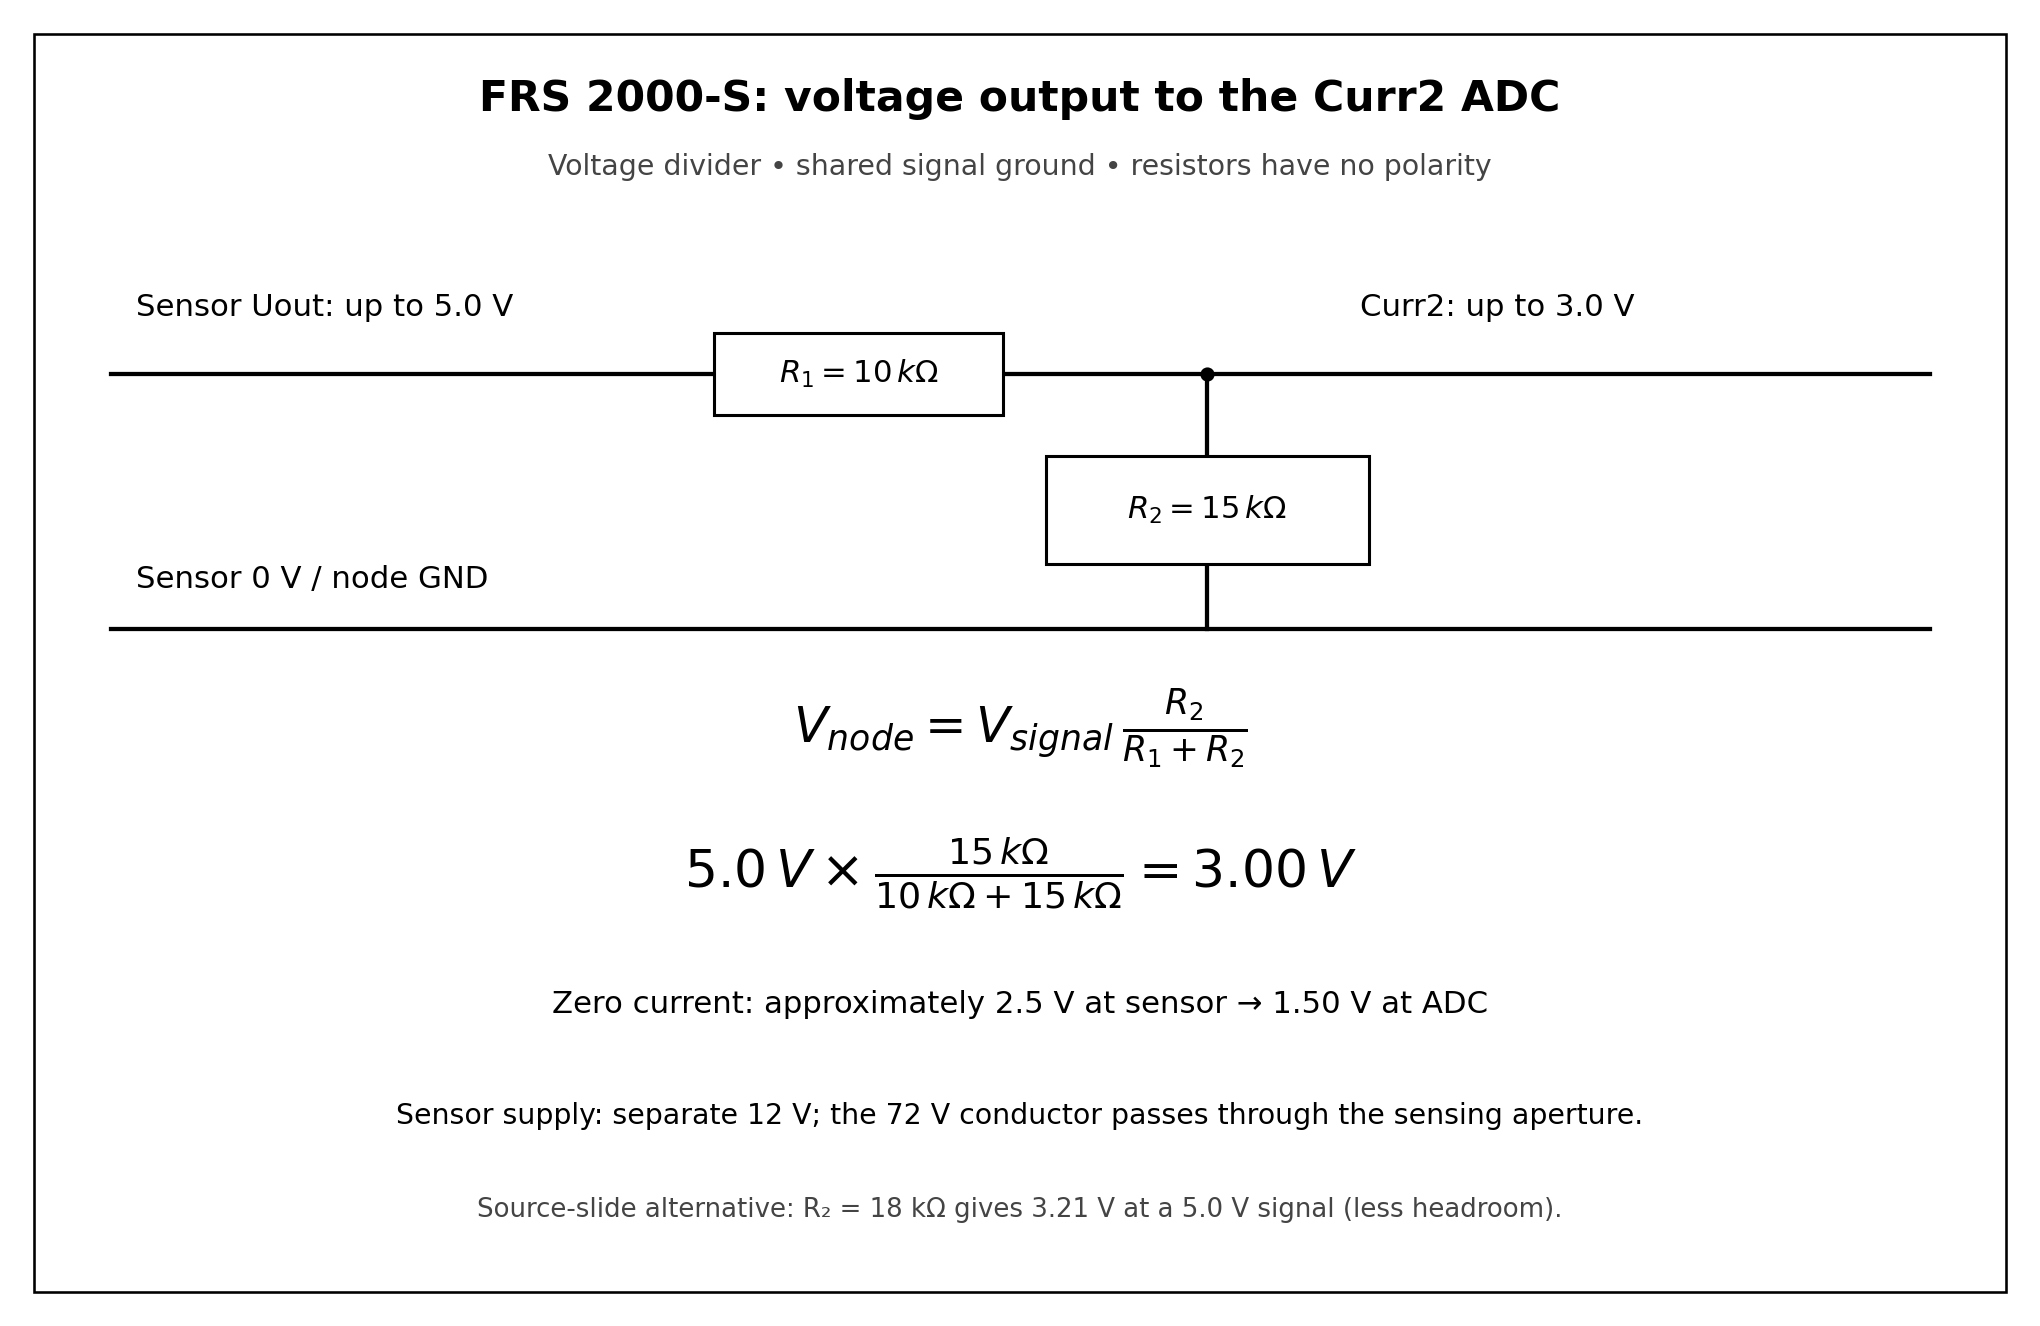 FRS 2000-S: voltage output to the Curr2 ADC
Voltage divider • shared signal ground • resistors have no polarity
Sensor Uout: up to 5.0 V
Curr2: up to 3.0 V
R₁ = 10 kΩ
R₂ = 15 kΩ
Sensor 0 V / node GND
V_node = V_signal R₂ / (R₁ + R₂)
5.0 V × 15 kΩ / (10 kΩ + 15 kΩ) = 3.00 V
Zero current: approximately 2.5 V at sensor → 1.50 V at ADC
Sensor supply: separate 12 V; the 72 V conductor passes through the sensing aperture.
Source-slide alternative: R₂ = 18 kΩ gives 3.21 V at a 5.0 V signal (less headroom).